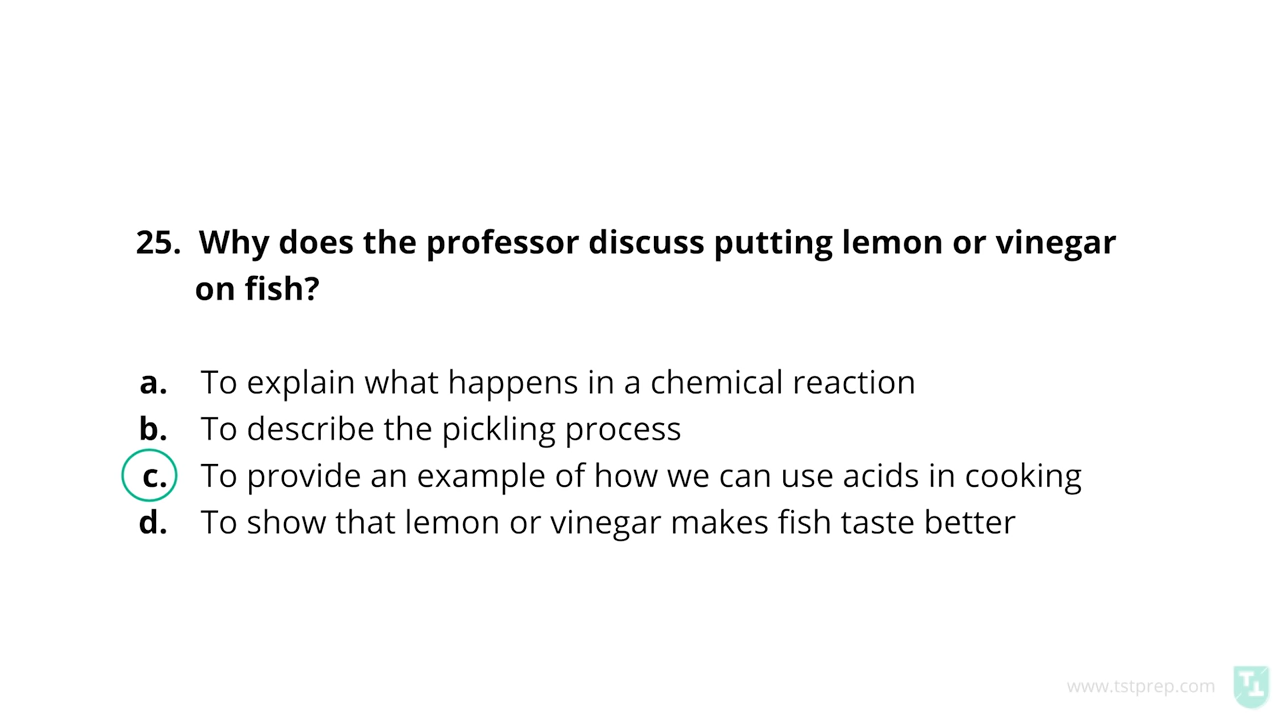 25. Why does the professor discuss putting lemon or vinegar
on fish?
a. To explain what happens in a chemical reaction
b. To describe the pickling process
c. To provide an example of how we can use acids in cooking
d. To show that lemon or vinegar makes fish taste better
www.tstprep.com